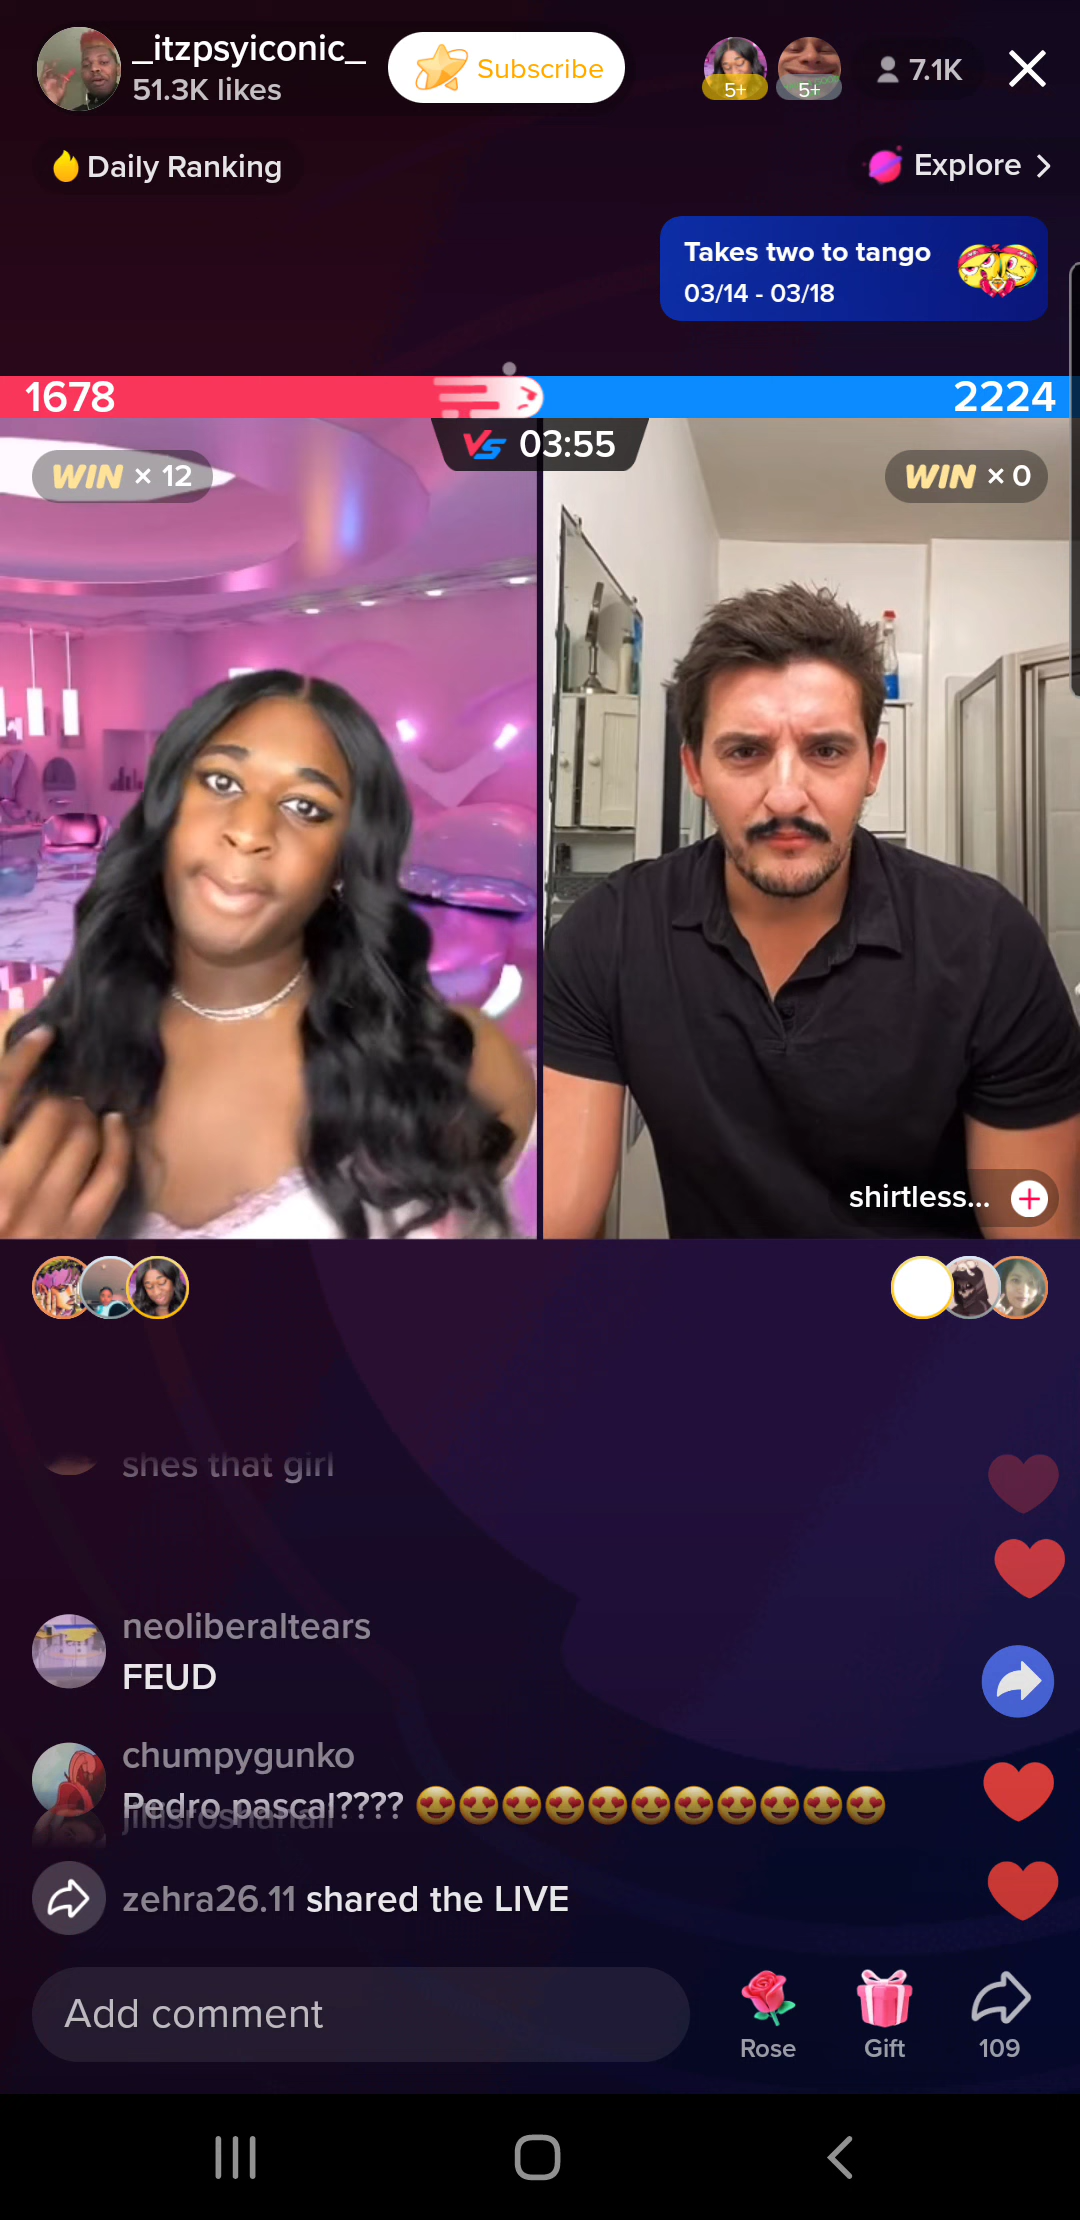 _itzpsyiconic_
51.3K likes
Subscribe
5+
5+
7.1K
Daily Ranking
Explore
Takes two to tango
03/14 - 03/18
1678
2224
VS 03:55
WIN × 12
WIN × 0
shirtless...
shes that girl
neoliberaltears
FEUD
chumpygunko
Pedro pascal???? 😍😍😍😍😍😍😍😍😍😍😍
zehra26.11 shared the LIVE
Add comment
Rose
Gift
109